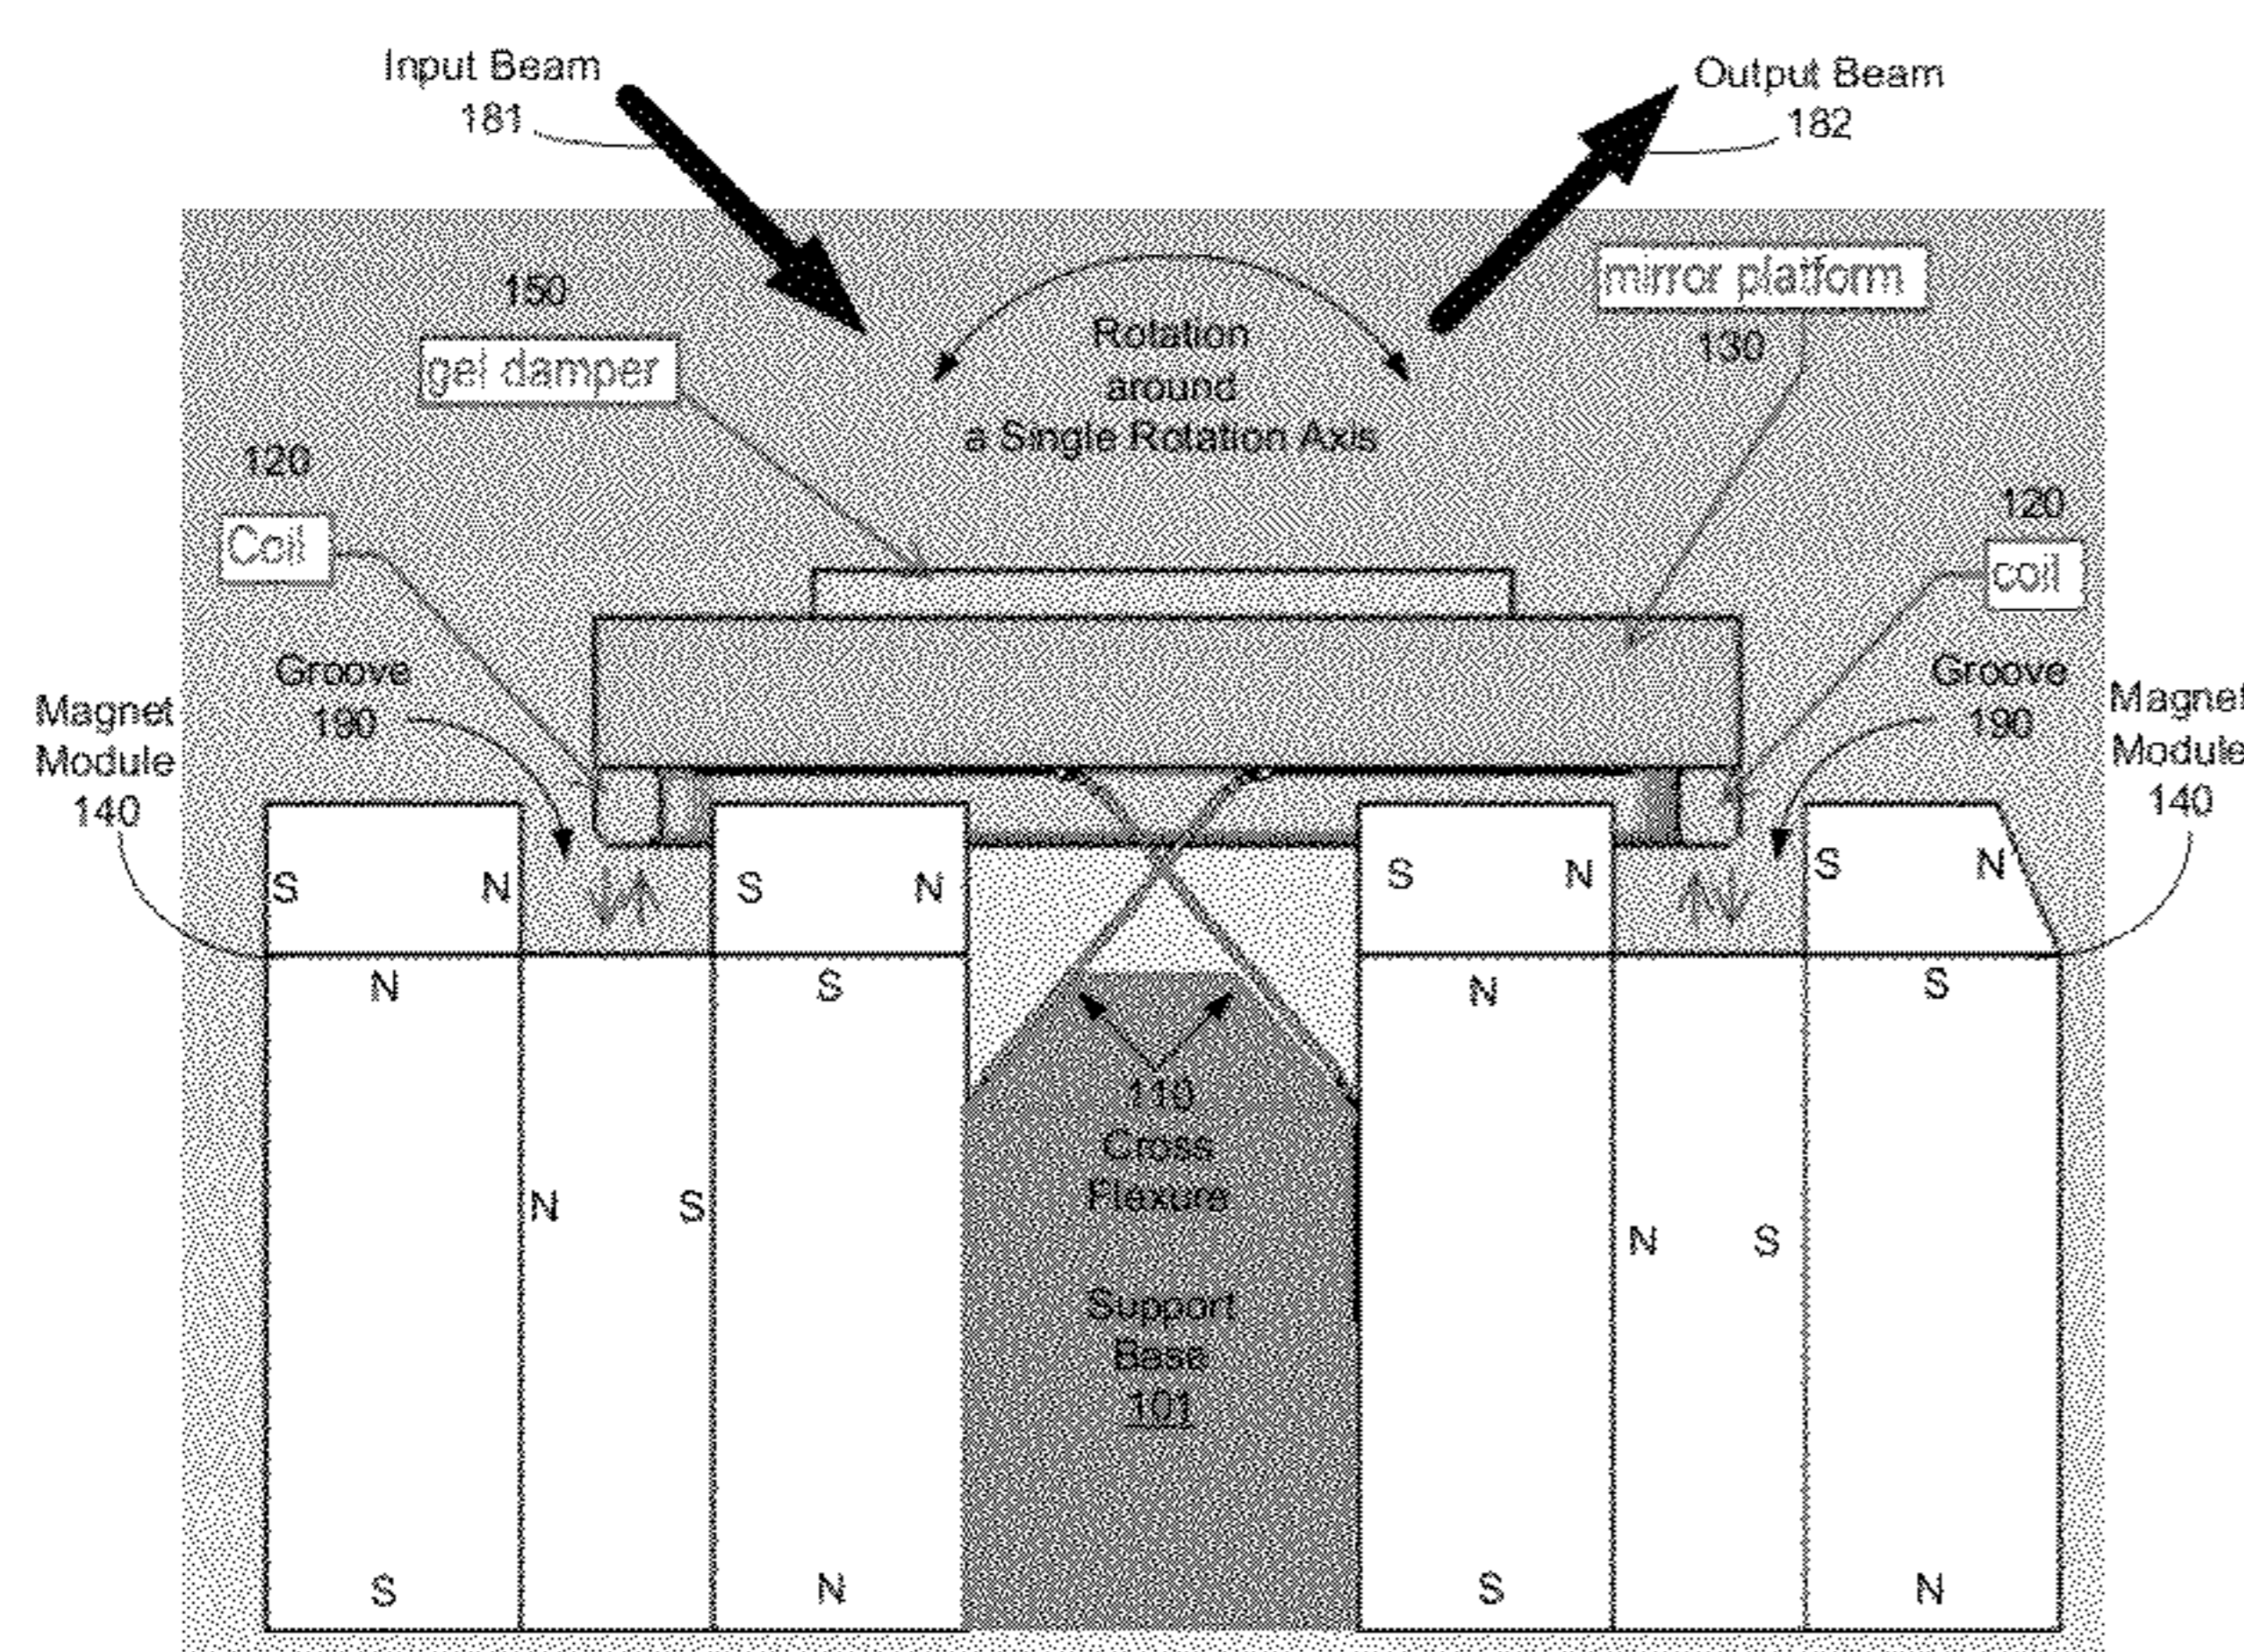 Input Beam
181
Output Beam
182
150
gel damper
mirror platform
130
Rotation
around
a Single Rotation Axis
120
Coil
120
coil
Groove
190
Groove
190
Magnet
Module
140
Magnet
Module
140
S N S N S N S N
N S N S
110
Cross
Flexure
N S N S
Support
Base
101
S N S N